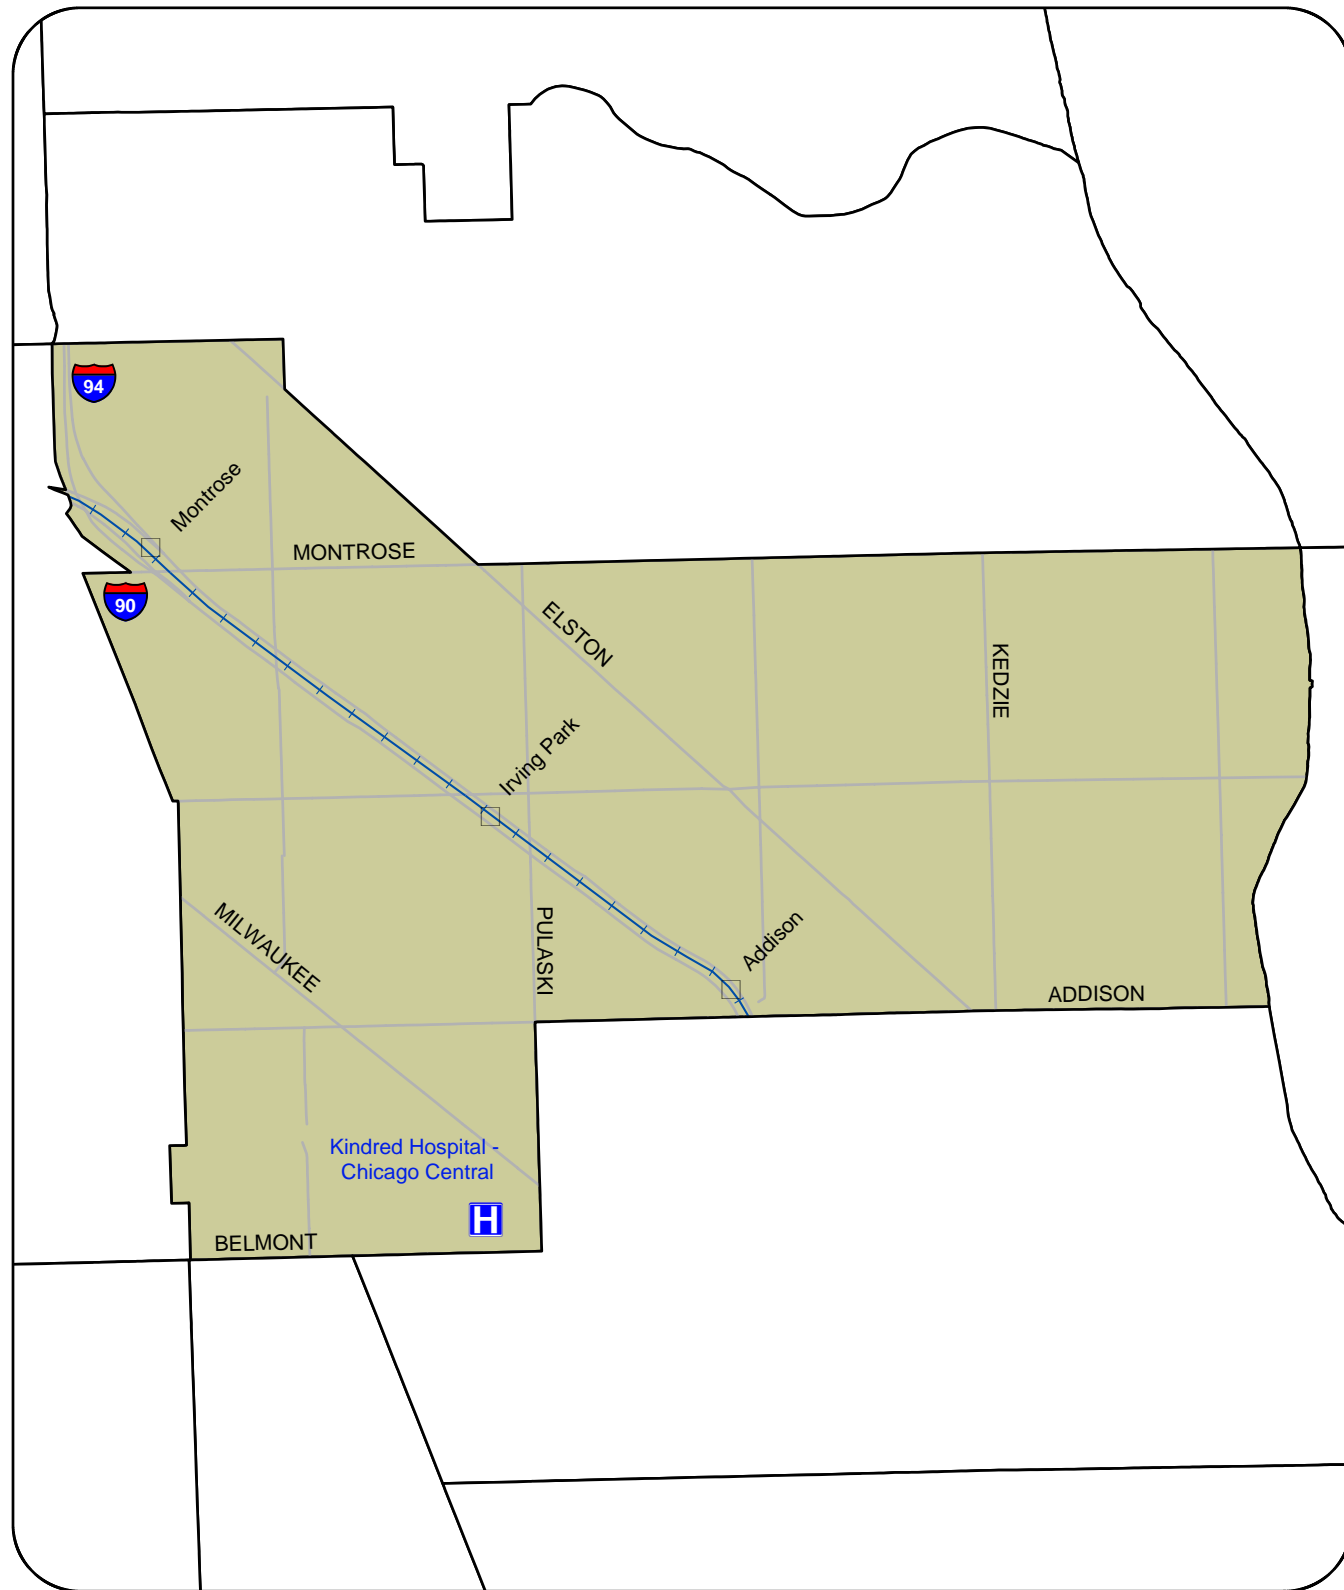 94
Montrose
MONTROSE
90
ELSTON
KEDZIE
Irving Park
MILWAUKEE
PULASKI
Addison
ADDISON
Kindred Hospital -
Chicago Central
H
BELMONT